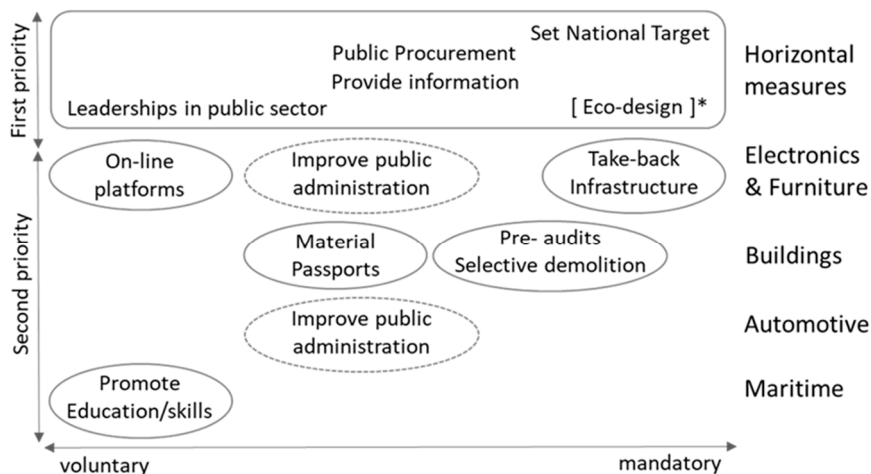 First priority
Set National Target
Public Procurement
Provide information
Leaderships in public sector
[ Eco-design ]*
Horizontal
measures
Second priority
On-line
platforms
Improve public
administration
Take-back
Infrastructure
Electronics
& Furniture
Material
Passports
Pre- audits
Selective demolition
Buildings
Improve public
administration
Automotive
Promote
Education/skills
Maritime
voluntary
mandatory